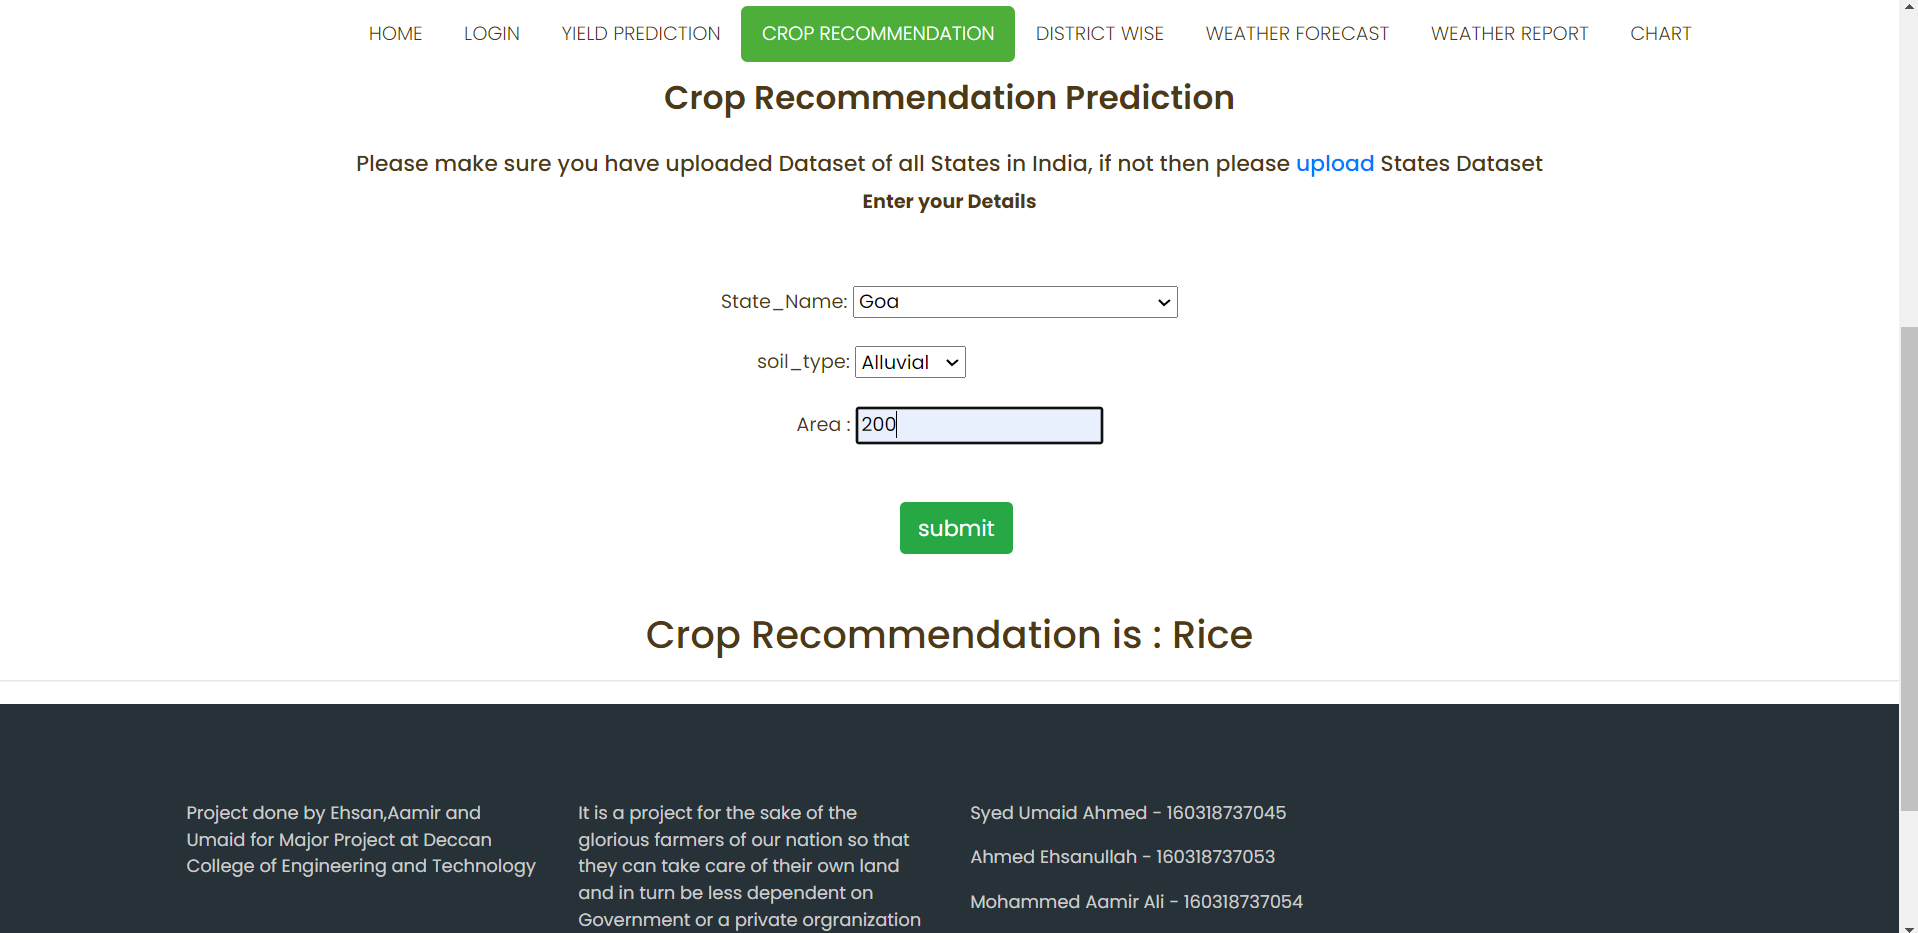 HOME LOGIN YIELD PREDICTION CROP RECOMMENDATION DISTRICT WISE WEATHER FORECAST WEATHER REPORT CHART
Crop Recommendation Prediction
Please make sure you have uploaded Dataset of all States in India, if not then please upload States Dataset
Enter your Details
State_Name: Goa
soil_type: Alluvial
Area : 200
submit
Crop Recommendation is : Rice
Project done by Ehsan,Aamir and
Umaid for Major Project at Deccan
College of Engineering and Technology
It is a project for the sake of the
glorious farmers of our nation so that
they can take care of their own land
and in turn be less dependent on
Government or a private orgranization
Syed Umaid Ahmed - 160318737045
Ahmed Ehsanullah - 160318737053
Mohammed Aamir Ali - 160318737054